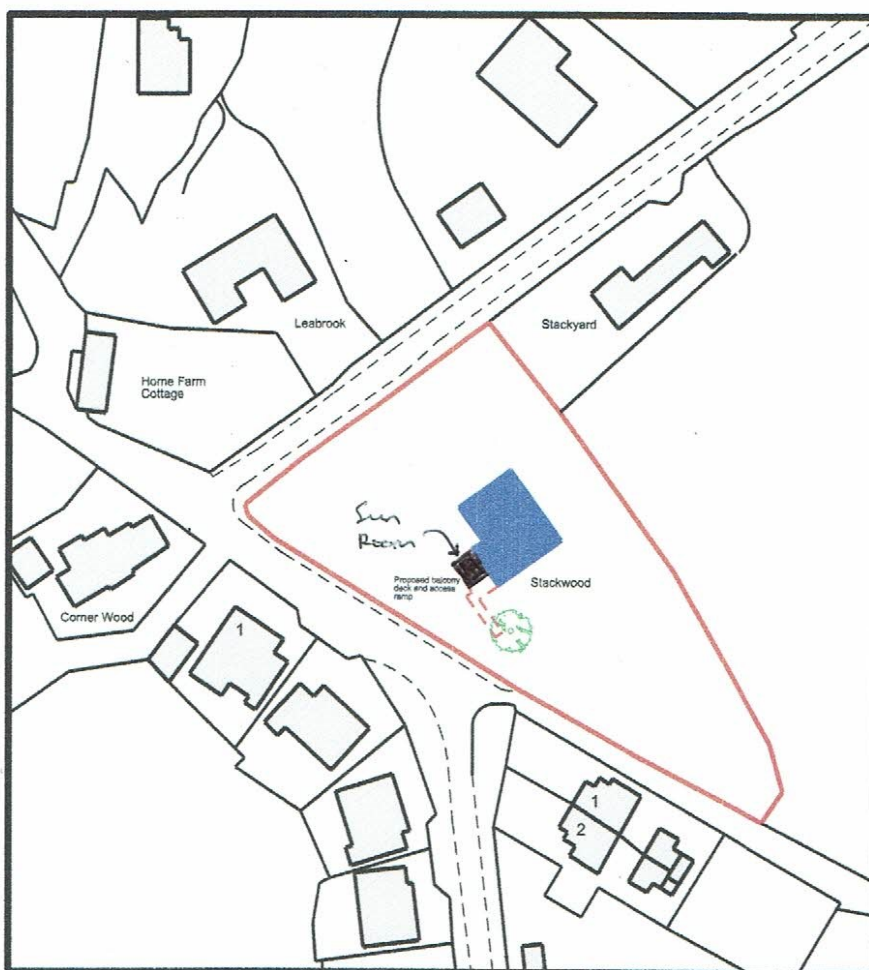 Leabrook
Stackyard
Home Farm
Cottage
Sun
Room
Proposed balcony
deck and access
ramp
Stackwood
Corner Wood
1
1
2